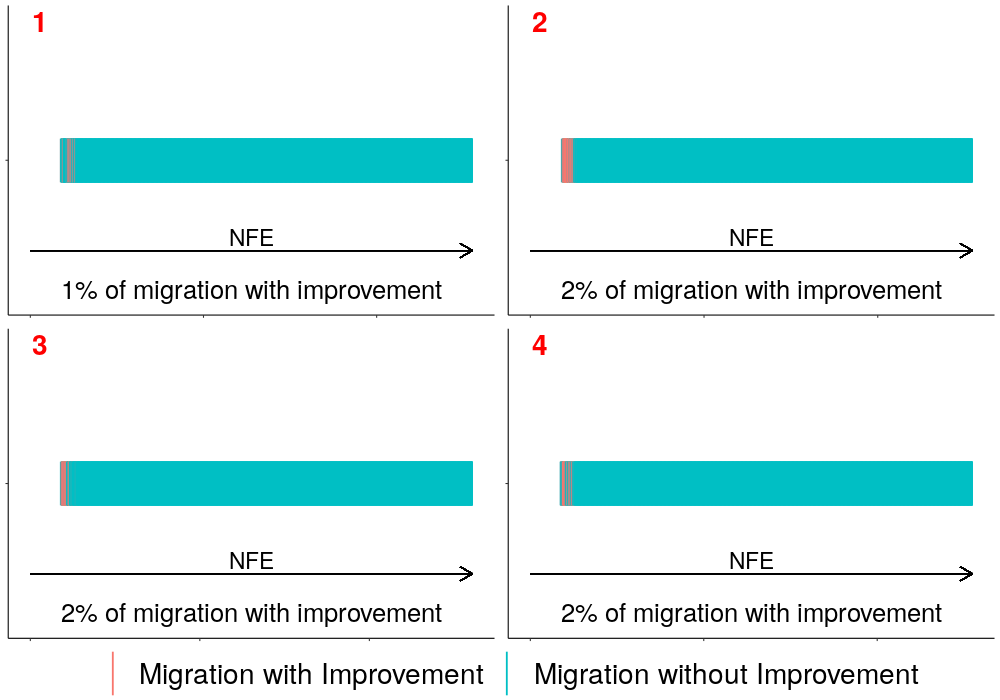 1
NFE
1% of migration with improvement
2
NFE
2% of migration with improvement
3
NFE
2% of migration with improvement
4
NFE
2% of migration with improvement
Migration with Improvement
Migration without Improvement